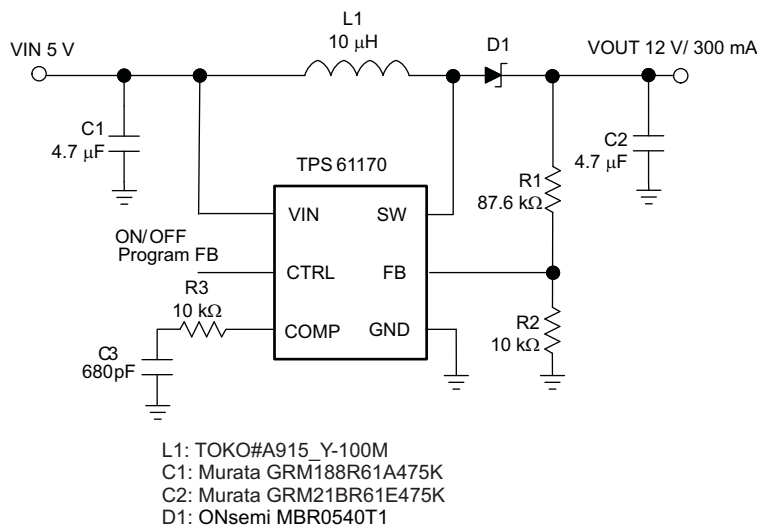 L1
10 μH
D1
VIN 5 V
VOUT 12 V/ 300 mA
C1
4.7 μF
C2
4.7 μF
TPS 61170
R1
87.6 kΩ
VIN
SW
ON/OFF
Program FB
CTRL
FB
R3
10 kΩ
COMP
GND
R2
10 kΩ
C3
680pF
L1: TOKO#A915_Y-100M
C1: Murata GRM188R61A475K
C2: Murata GRM21BR61E475K
D1: ONsemi MBR0540T1